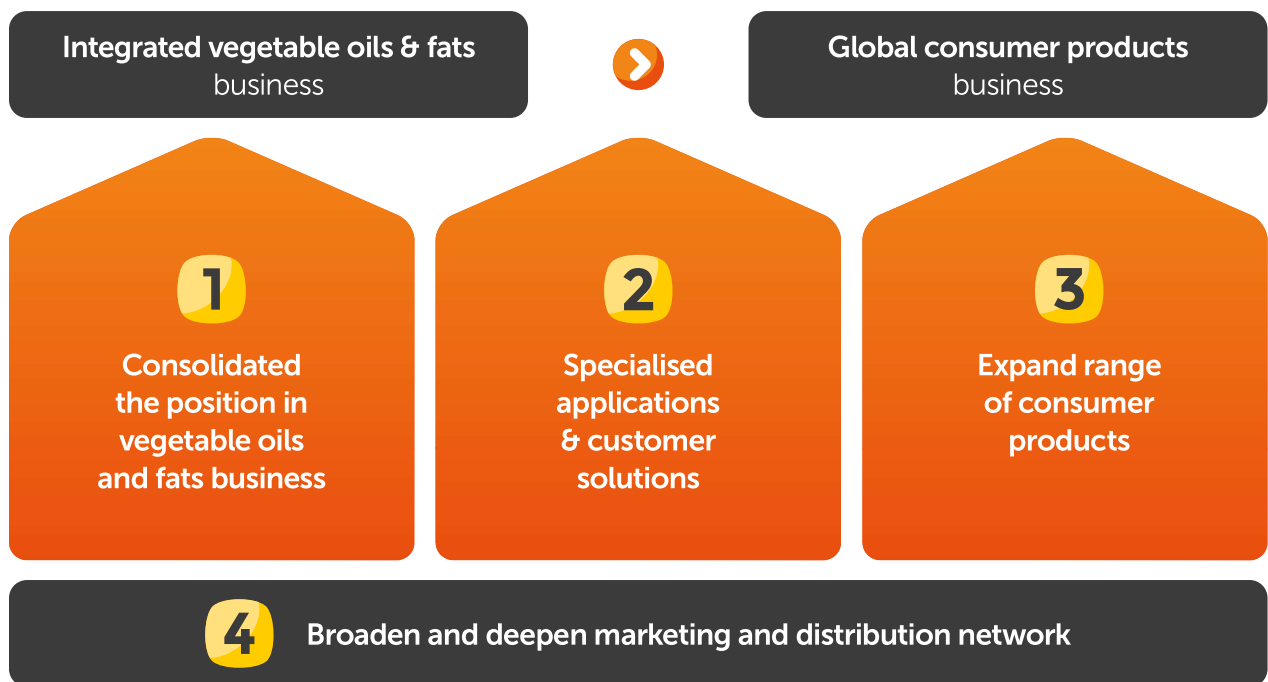 Integrated vegetable oils & fats
business
Global consumer products
business
1
Consolidated
the position in
vegetable oils
and fats business
2
Specialised
applications
& customer
solutions
3
Expand range
of consumer
products
4 Broaden and deepen marketing and distribution network